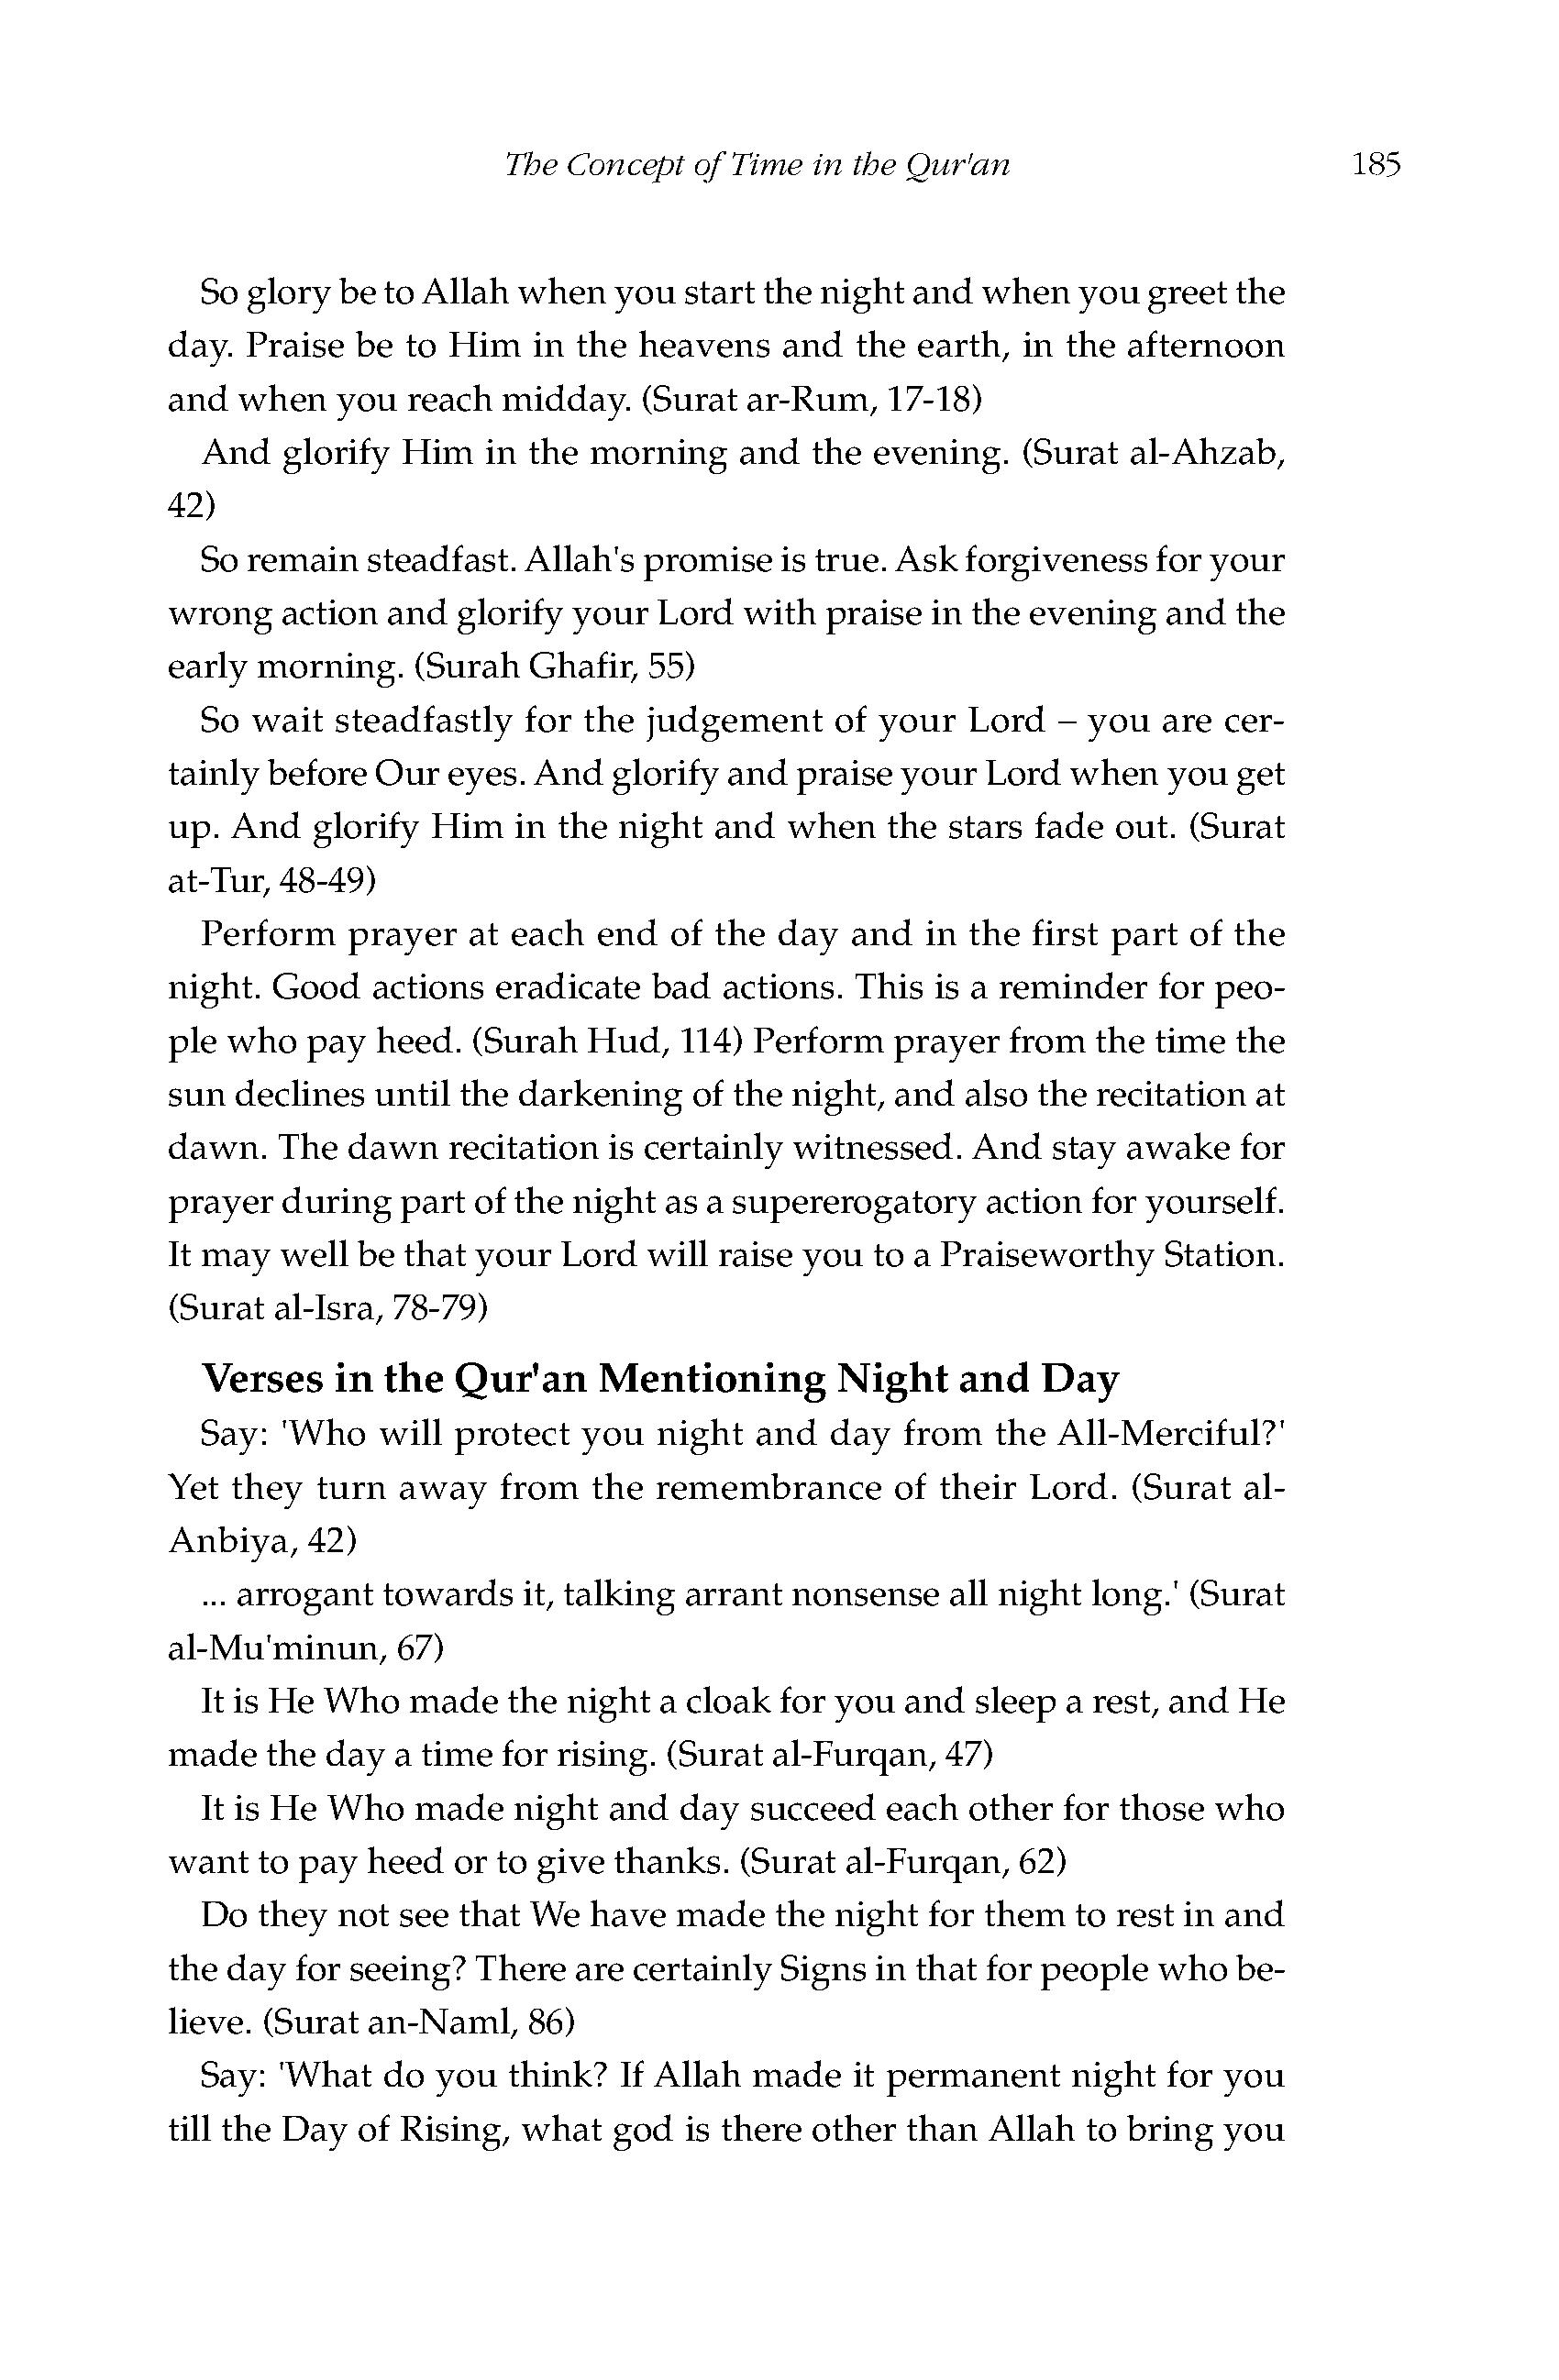 The Concept of Time in the Qur'an 185
So glory be to Allah when you start the night and when you greet the
day. Praise be to Him in the heavens and the earth, in the afternoon
and when you reach midday. (Surat ar-Rum, 17-18)
And glorify Him in the morning and the evening. (Surat al-Ahzab,
42)
So remain steadfast. Allah's promise is true. Ask forgiveness for your
wrong action and glorify your Lord with praise in the evening and the
early morning. (Surah Ghafir, 55)
So wait steadfastly for the judgement of your Lord – you are cer-
tainly before Our eyes. And glorify and praise your Lord when you get
up. And glorify Him in the night and when the stars fade out. (Surat
at-Tur, 48-49)
Perform prayer at each end of the day and in the first part of the
night. Good actions eradicate bad actions. This is a reminder for peo-
ple who pay heed. (Surah Hud, 114) Perform prayer from the time the
sun declines until the darkening of the night, and also the recitation at
dawn. The dawn recitation is certainly witnessed. And stay awake for
prayer during part of the night as a supererogatory action for yourself.
It may well be that your Lord will raise you to a Praiseworthy Station.
(Surat al-Isra, 78-79)
Verses in the Qur'an Mentioning Night and Day
Say: 'Who will protect you night and day from the All-Merciful?'
Yet they turn away from the remembrance of their Lord. (Surat al-
Anbiya, 42)
... arrogant towards it, talking arrant nonsense all night long.' (Surat
al-Mu'minun, 67)
It is He Who made the night a cloak for you and sleep a rest, and He
made the day a time for rising. (Surat al-Furqan, 47)
It is He Who made night and day succeed each other for those who
want to pay heed or to give thanks. (Surat al-Furqan, 62)
Do they not see that We have made the night for them to rest in and
the day for seeing? There are certainly Signs in that for people who be-
lieve. (Surat an-Naml, 86)
Say: 'What do you think? If Allah made it permanent night for you
till the Day of Rising, what god is there other than Allah to bring you